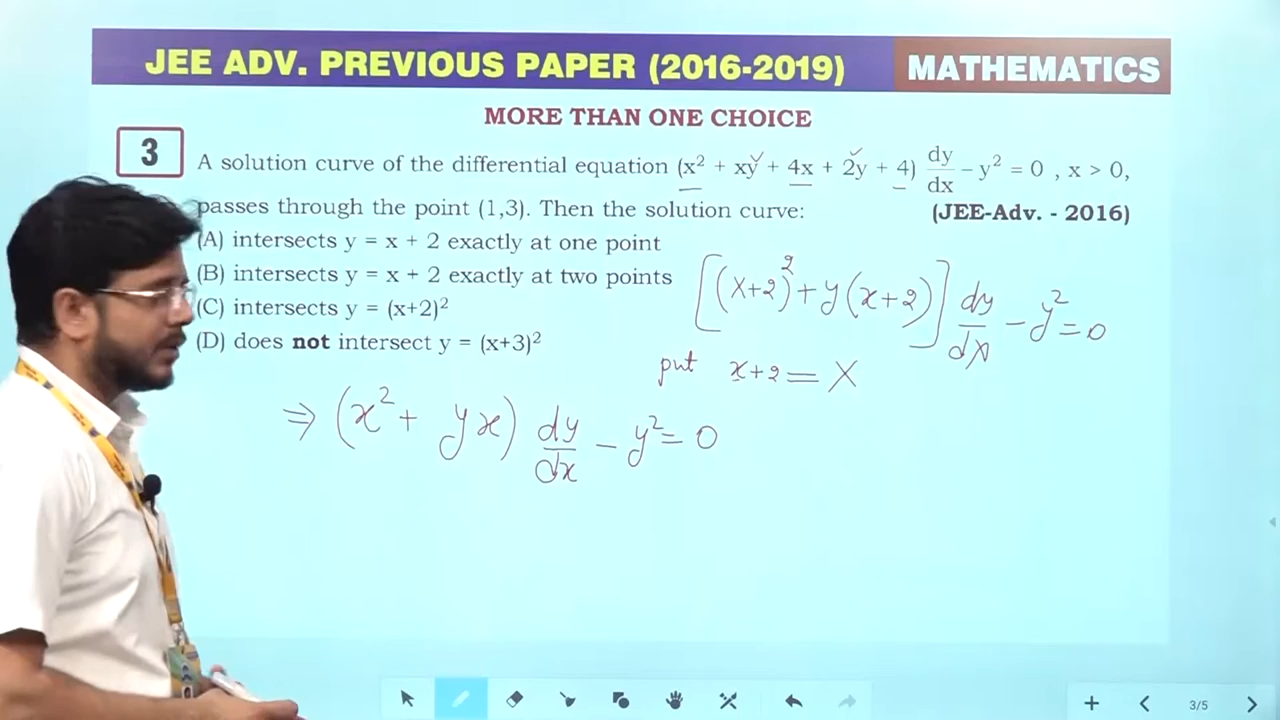 JEE ADV. PREVIOUS PAPER (2016-2019) MATHEMATICS
MORE THAN ONE CHOICE
3
A solution curve of the differential equation (x² + xy + 4x + 2y + 4) dy/dx − y² = 0 , x > 0,
passes through the point (1,3). Then the solution curve: (JEE-Adv. - 2016)
(A) intersects y = x + 2 exactly at one point
(B) intersects y = x + 2 exactly at two points
(C) intersects y = (x+2)²
(D) does not intersect y = (x+3)²
[(x+2)² + y(x+2)] dy/dx − y² = 0
put x+2 = X
⇒ (x² + yx) dy/dx − y² = 0
3/5